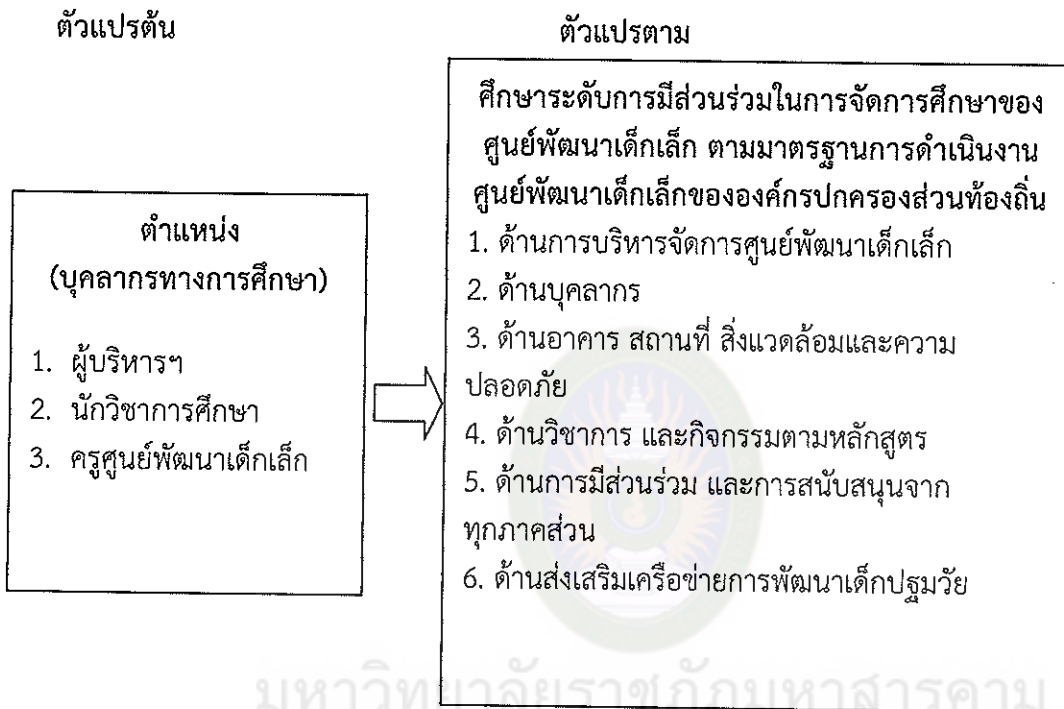 ตัวแปรต้น
ตัวแปรตาม
ตำแหน่ง
(บุคลากรทางการศึกษา)
1. ผู้บริหารฯ
2. นักวิชาการศึกษา
3. ครูศูนย์พัฒนาเด็กเล็ก
ศึกษาระดับการมีส่วนร่วมในการจัดการศึกษาของ
ศูนย์พัฒนาเด็กเล็ก ตามมาตรฐานการดำเนินงาน
ศูนย์พัฒนาเด็กเล็กขององค์กรปกครองส่วนท้องถิ่น
1. ด้านการบริหารจัดการศูนย์พัฒนาเด็กเล็ก
2. ด้านบุคลากร
3. ด้านอาคาร สถานที่ สิ่งแวดล้อมและความ
ปลอดภัย
4. ด้านวิชาการ และกิจกรรมตามหลักสูตร
5. ด้านการมีส่วนร่วม และการสนับสนุนจาก
ทุกภาคส่วน
6. ด้านส่งเสริมเครือข่ายการพัฒนาเด็กปฐมวัย
มหาวิทยาลัยราชภัฏมหาสารคาม